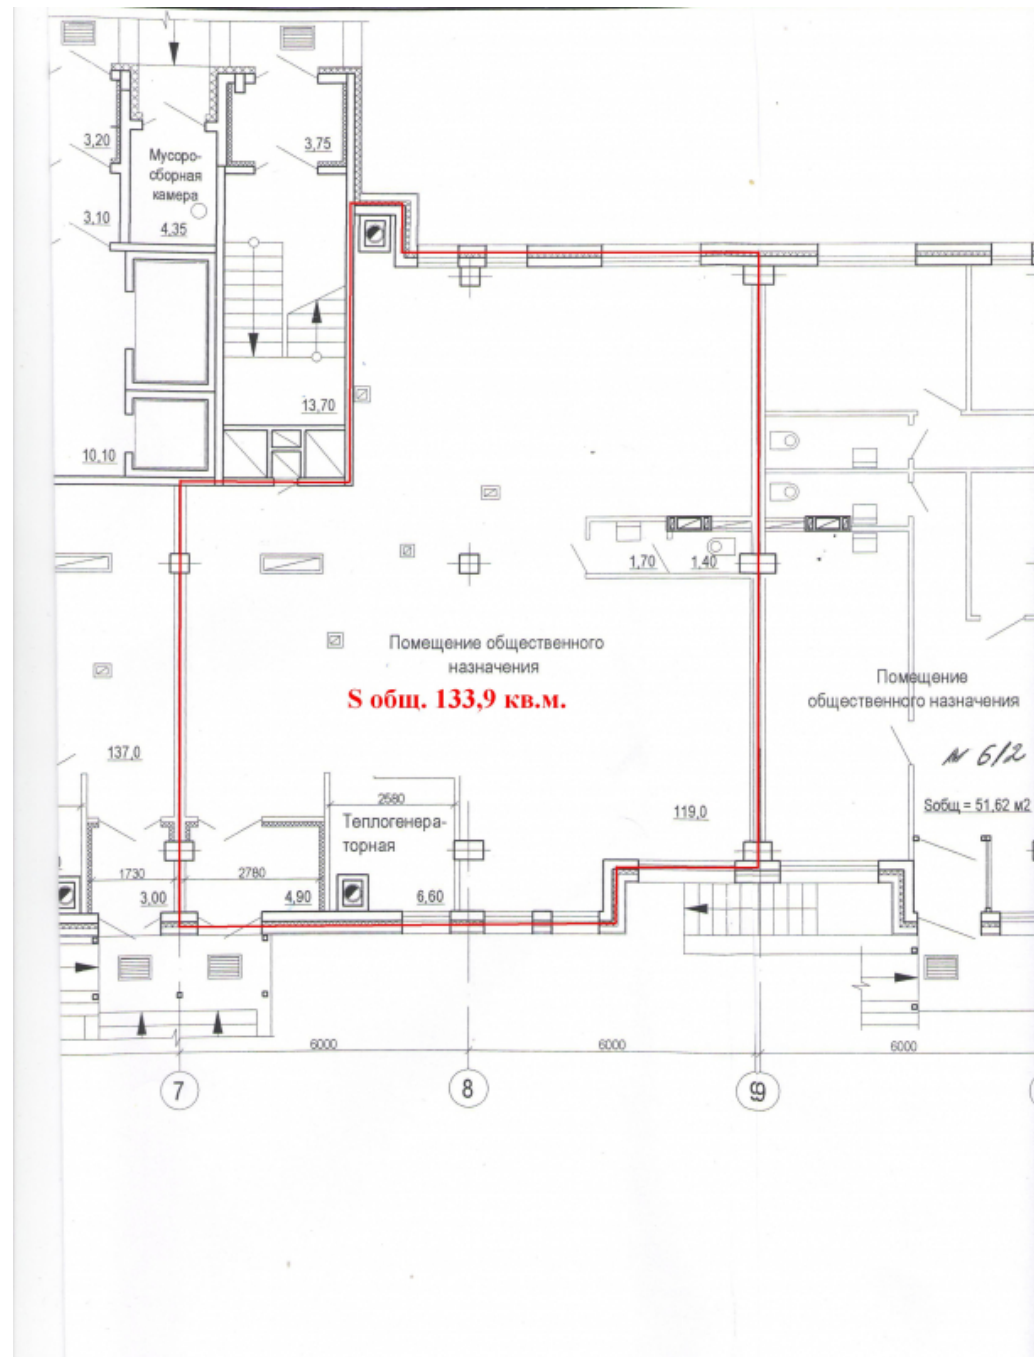 3,20
3,75
Мусоро-
сборная
камера
3,10
4,35
13,70
10,10
1,70
1,40
Помещение общественного
назначения
S общ. 133,9 кв.м.
Помещение
общественного назначения
137,0
6/2
Sобщ = 51,62 м2
2580
119,0
Теплогенера-
торная
1730
2780
3,00
4,90
6,60
6000
6000
6000
7
8